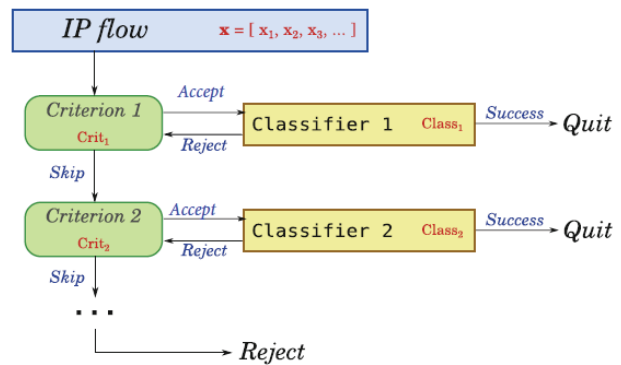 IP flow x = [ x₁, x₂, x₃, ... ]
Accept
Criterion 1
Crit₁
Classifier 1 Class₁
Success
Quit
Reject
Skip
Accept
Criterion 2
Crit₂
Classifier 2 Class₂
Success
Quit
Reject
Skip
...
Reject